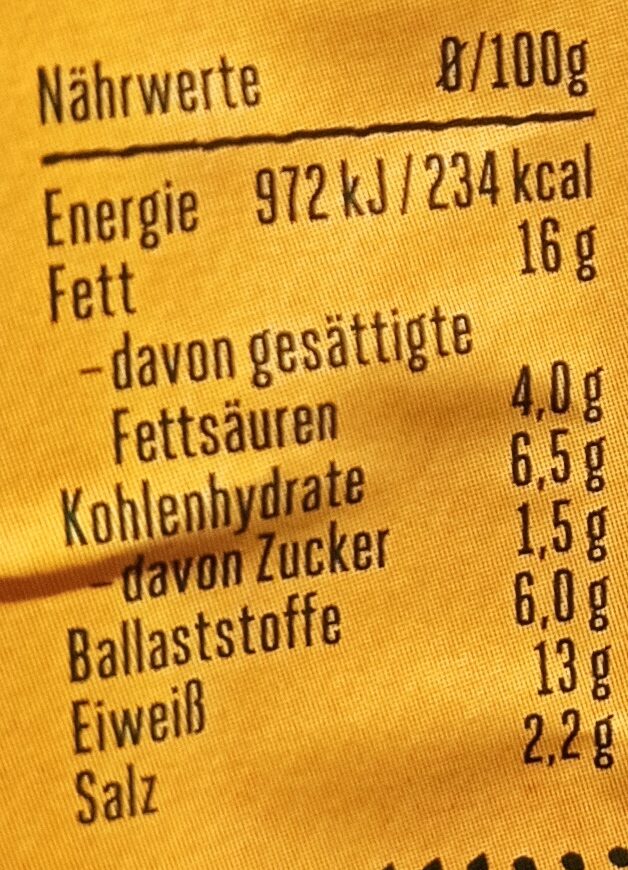 Nährwerte Ø/100g
Energie 972 kJ / 234 kcal
Fett 16 g
– davon gesättigte
Fettsäuren 4,0 g
Kohlenhydrate 6,5 g
– davon Zucker 1,5 g
Ballaststoffe 6,0 g
Eiweiß 13 g
Salz 2,2 g